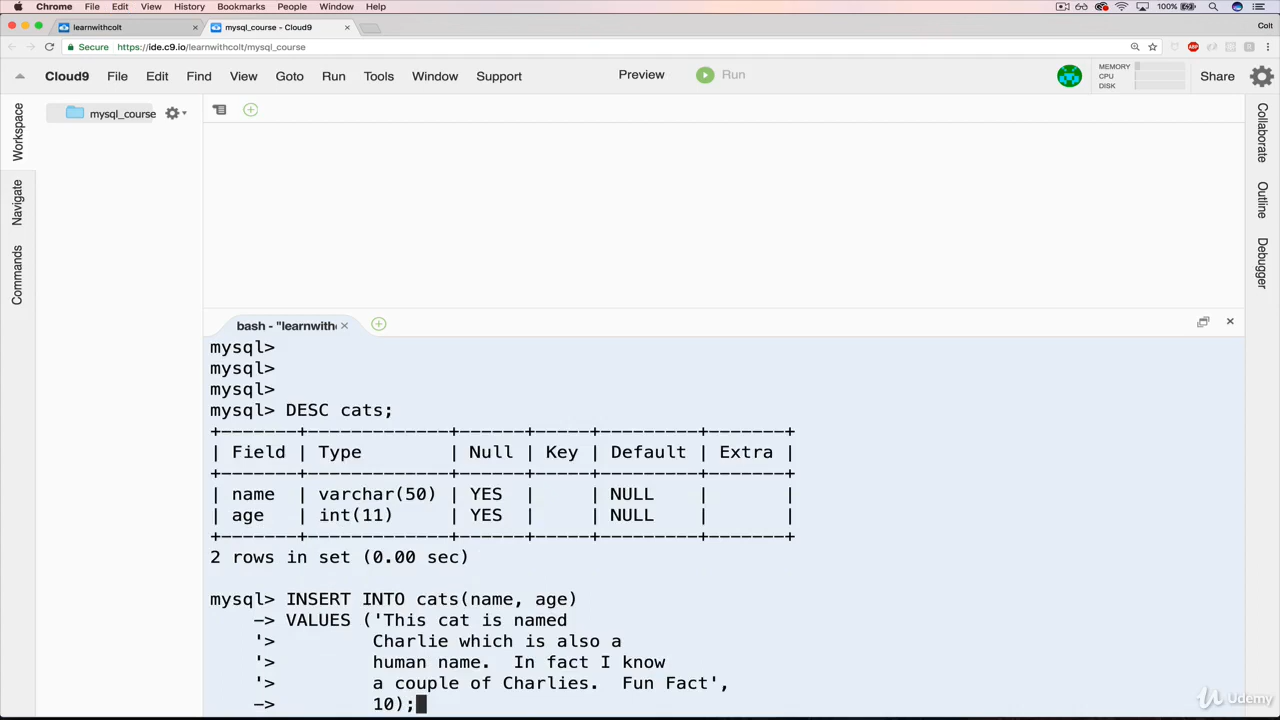 Chrome File Edit View History Bookmarks People Window Help 100%
learnwithcolt mysql_course - Cloud9 Colt
Secure https://ide.c9.io/learnwithcolt/mysql_course ABP
Cloud9 File Edit Find View Goto Run Tools Window Support Preview Run MEMORY CPU DISK Share
Workspace
Navigate
Commands
mysql_course
Collaborate
Outline
Debugger
bash - "learnwith
mysql>
mysql>
mysql>
mysql> DESC cats;
+-------+-------------+------+-----+---------+-------+
| Field | Type | Null | Key | Default | Extra |
+-------+-------------+------+-----+---------+-------+
| name | varchar(50) | YES | | NULL | |
| age | int(11) | YES | | NULL | |
+-------+-------------+------+-----+---------+-------+
2 rows in set (0.00 sec)
mysql> INSERT INTO cats(name, age)
-> VALUES ('This cat is named
'> Charlie which is also a
'> human name.  In fact I know
'> a couple of Charlies.  Fun Fact',
-> 10);
Udemy